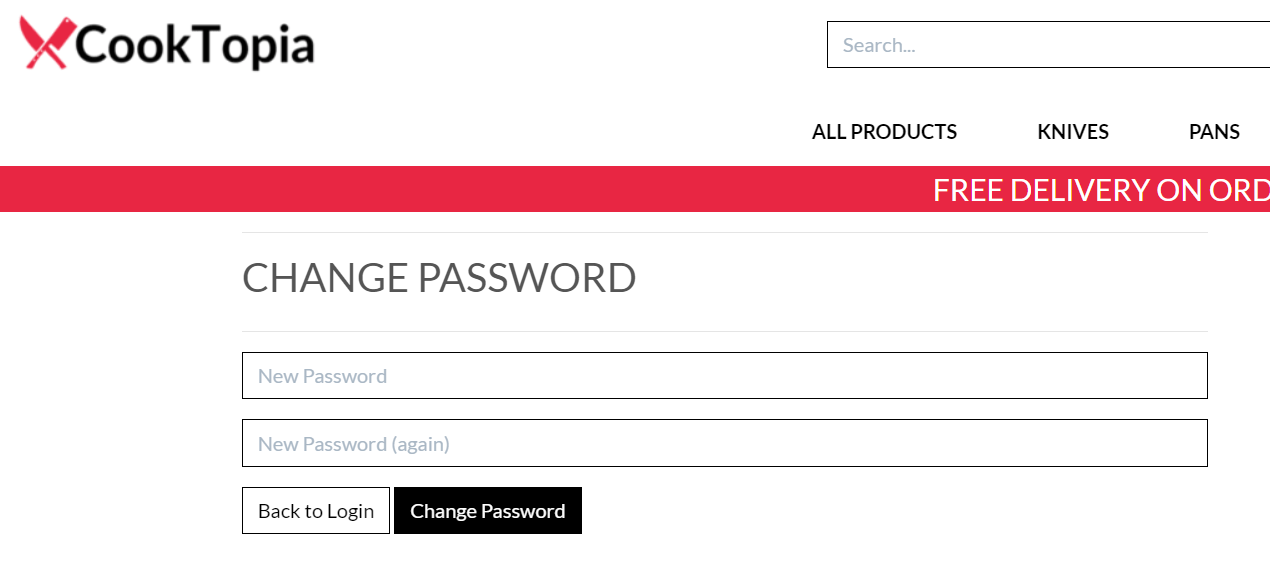 CookTopia
Search...
ALL PRODUCTS KNIVES PANS
FREE DELIVERY ON ORD
CHANGE PASSWORD
New Password
New Password (again)
Back to Login Change Password